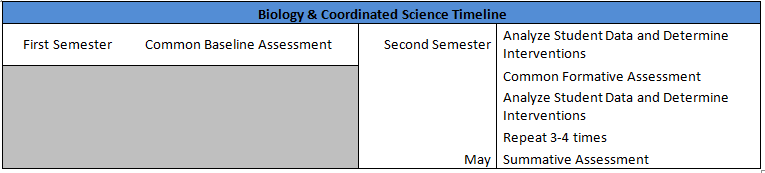 Biology & Coordinated Science Timeline
First Semester Common Baseline Assessment Second Semester Analyze Student Data and Determine
Interventions
Common Formative Assessment
Analyze Student Data and Determine
Interventions
Repeat 3-4 times
May Summative Assessment